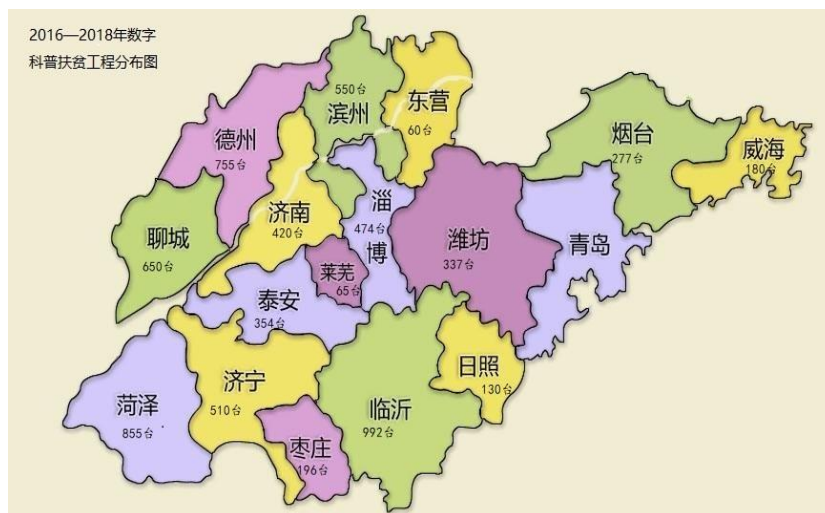 2016—2018年数字
科普扶贫工程分布图
550台
滨州
东营
60台
德州
755台
烟台
277台
威海
180台
济南
420台
淄
474台
博
聊城
650台
潍坊
337台
青岛
莱芜
65台
泰安
354台
日照
130台
济宁
510台
菏泽
855台
临沂
992台
枣庄
196台